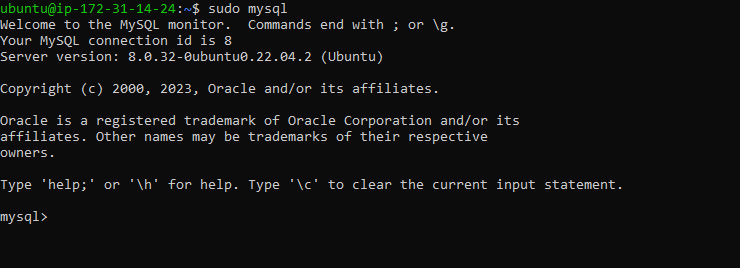 ubuntu@ip-172-31-14-24:~$ sudo mysql
Welcome to the MySQL monitor.  Commands end with ; or \g.
Your MySQL connection id is 8
Server version: 8.0.32-0ubuntu0.22.04.2 (Ubuntu)

Copyright (c) 2000, 2023, Oracle and/or its affiliates.

Oracle is a registered trademark of Oracle Corporation and/or its
affiliates. Other names may be trademarks of their respective
owners.

Type 'help;' or '\h' for help. Type '\c' to clear the current input statement.

mysql>